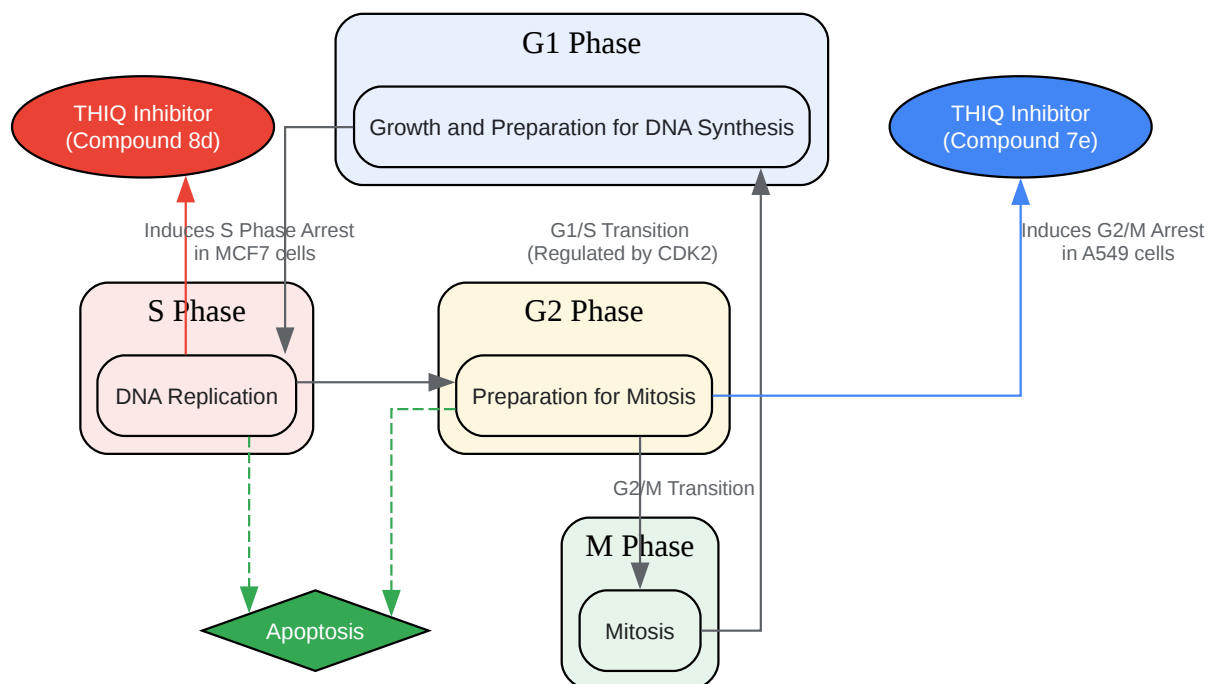 G1 Phase
THIQ Inhibitor
(Compound 8d)
Growth and Preparation for DNA Synthesis
THIQ Inhibitor
(Compound 7e)
Induces S Phase Arrest
in MCF7 cells
G1/S Transition
(Regulated by CDK2)
Induces G2/M Arrest
in A549 cells
S Phase
G2 Phase
DNA Replication
Preparation for Mitosis
G2/M Transition
M Phase
Apoptosis
Mitosis